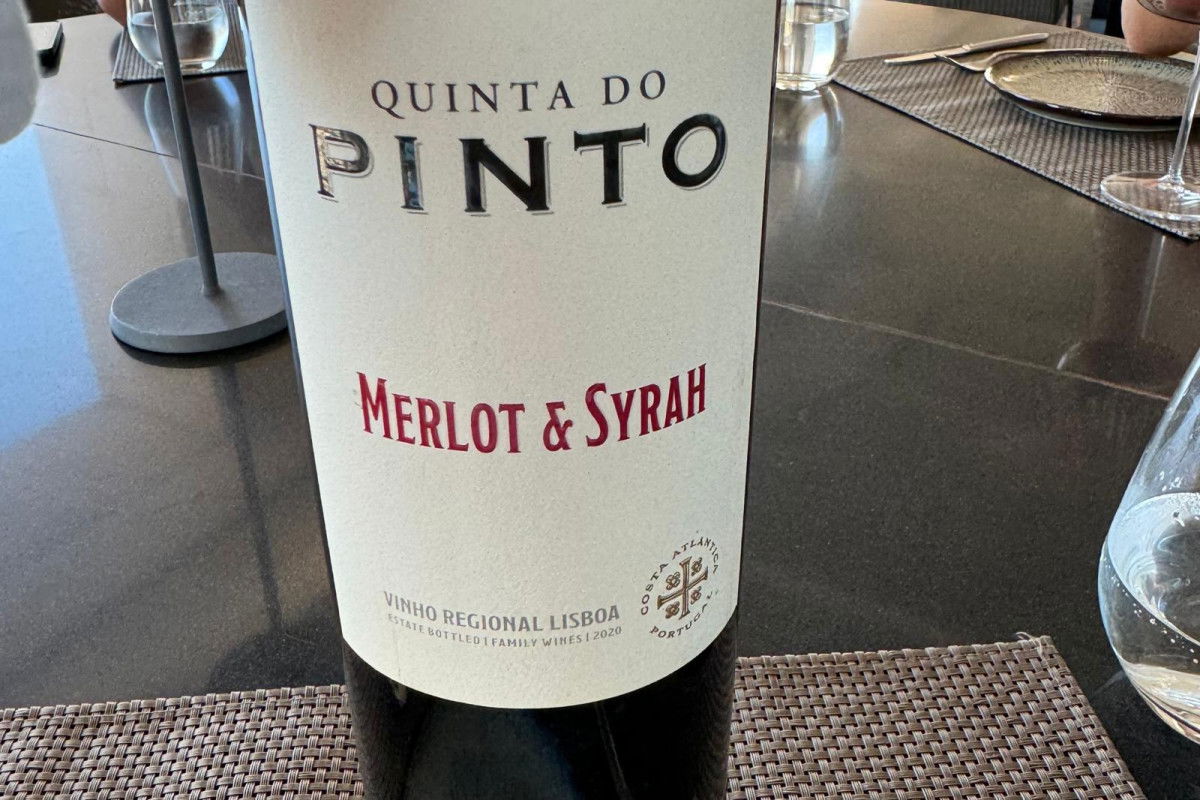 QUINTA DO
PINTO
MERLOT & SYRAH
VINHO REGIONAL LISBOA
ESTATE BOTTLED | FAMILY WINES | 2020
COSTA ATLÂNTICA
PORTUGAL